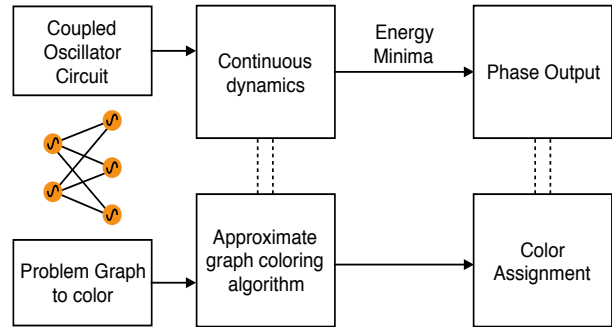 Coupled
Oscillator
Circuit
Continuous
dynamics
Energy
Minima
Phase Output
Problem Graph
to color
Approximate
graph coloring
algorithm
Color
Assignment